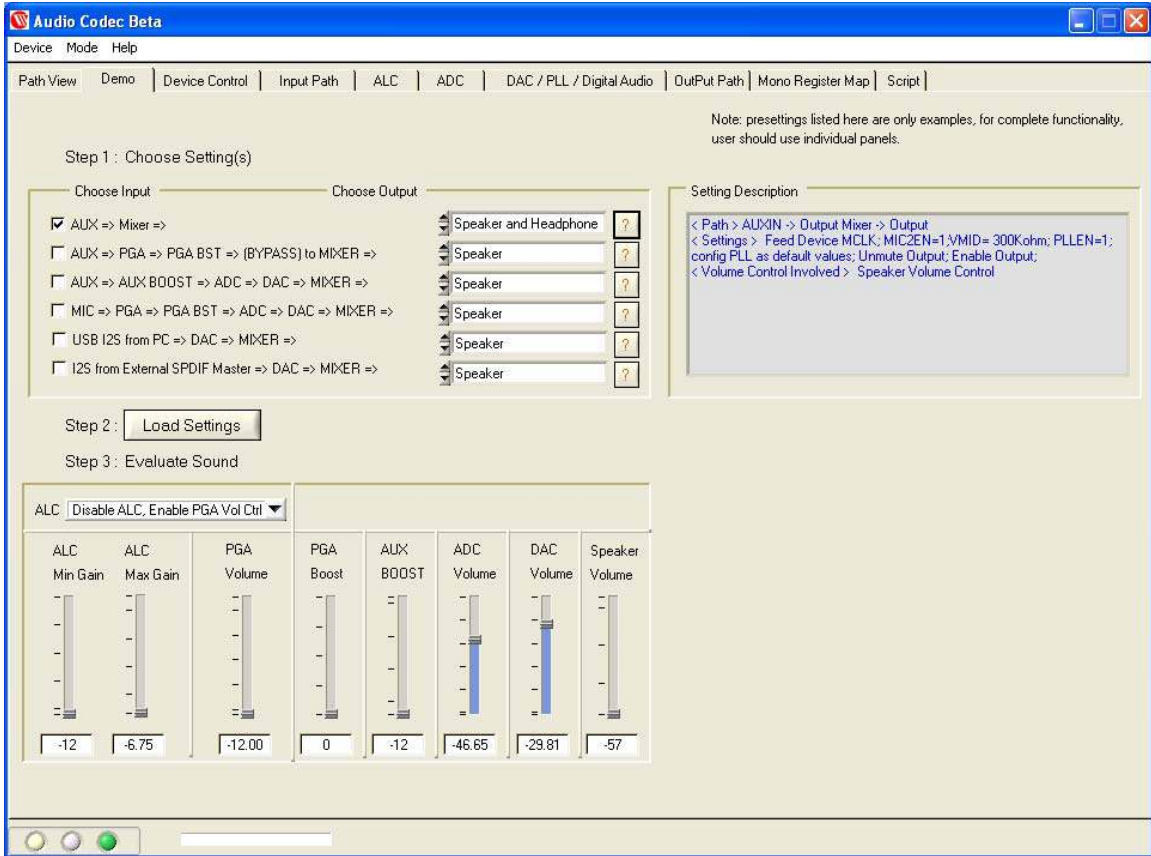 Audio Codec Beta
Device Mode Help
Path View Demo Device Control Input Path ALC ADC DAC / PLL / Digital Audio OutPut Path Mono Register Map Script
Note: presettings listed here are only examples, for complete functionality,
user should use individual panels.
Step 1 : Choose Setting(s)
Choose Input Choose Output
AUX => Mixer => Speaker and Headphone ?
AUX => PGA => PGA BST => (BYPASS) to MIXER => Speaker ?
AUX => AUX BOOST => ADC => DAC => MIXER => Speaker ?
MIC => PGA => PGA BST => ADC => DAC => MIXER => Speaker ?
USB I2S from PC => DAC => MIXER => Speaker ?
I2S from External SPDIF Master => DAC => MIXER => Speaker ?
Setting Description
< Path > AUXIN -> Output Mixer -> Output
< Settings > Feed Device MCLK; MIC2EN=1;VMID= 300Kohm; PLLEN=1;
config PLL as default values; Unmute Output; Enable Output;
< Volume Control Involved > Speaker Volume Control
Step 2 : Load Settings
Step 3 : Evaluate Sound
ALC Disable ALC, Enable PGA Vol Ctrl
ALC ALC PGA PGA AUX ADC DAC Speaker
Min Gain Max Gain Volume Boost BOOST Volume Volume Volume
-12 -6.75 -12.00 0 -12 -46.65 -29.81 -57